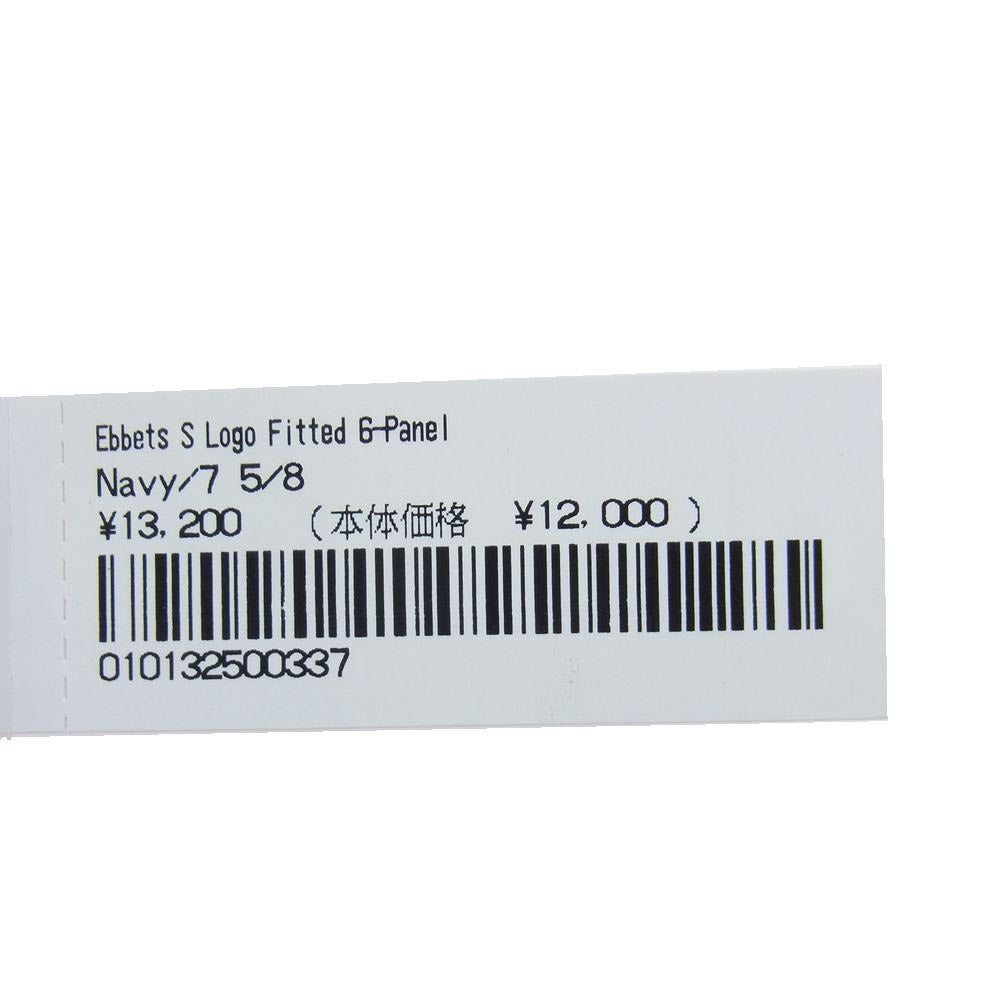 Ebbets S Logo Fitted 6-Panel
Navy/7 5/8
¥13,200 (本体価格 ¥12,000 )
010132500337